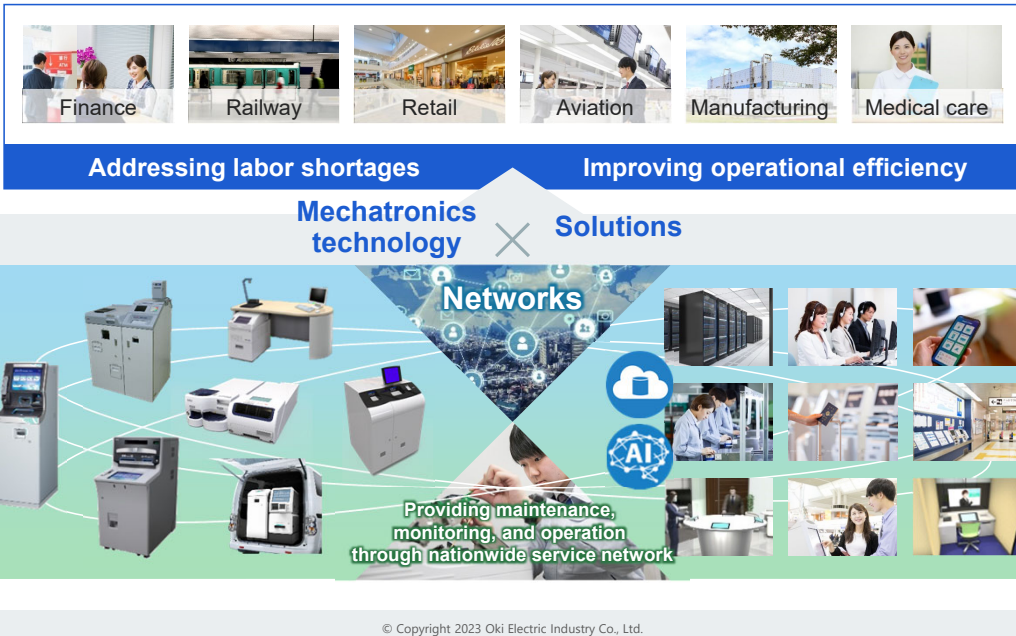 Finance
Railway
Retail
Aviation
Manufacturing
Medical care
Addressing labor shortages
Improving operational efficiency
Mechatronics
technology
Solutions
Networks
AI
Providing maintenance,
monitoring, and operation
through nationwide service network
© Copyright 2023 Oki Electric Industry Co., Ltd.